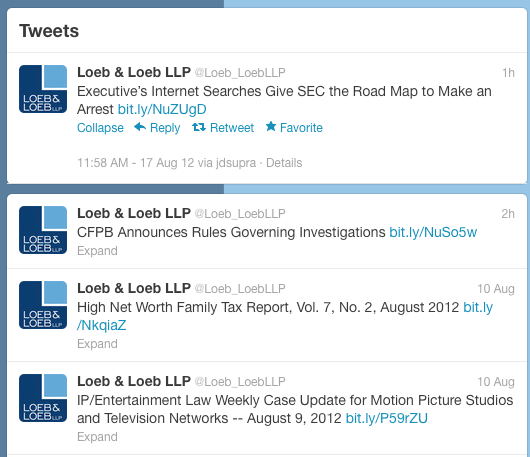 Tweets
Loeb & Loeb LLP @Loeb_LoebLLP 1h
Executive's Internet Searches Give SEC the Road Map to Make an
Arrest bit.ly/NuZUgD
Collapse Reply Retweet Favorite
11:58 AM - 17 Aug 12 via jdsupra · Details
LOEB&
LOEB LLP
Loeb & Loeb LLP @Loeb_LoebLLP 2h
CFPB Announces Rules Governing Investigations bit.ly/NuSo5w
Expand
LOEB&
LOEB LLP
Loeb & Loeb LLP @Loeb_LoebLLP 10 Aug
High Net Worth Family Tax Report, Vol. 7, No. 2, August 2012 bit.ly
/NkqiaZ
Expand
LOEB&
LOEB LLP
Loeb & Loeb LLP @Loeb_LoebLLP 10 Aug
IP/Entertainment Law Weekly Case Update for Motion Picture Studios
and Television Networks -- August 9, 2012 bit.ly/P59rZU
Expand
LOEB&
LOEB LLP